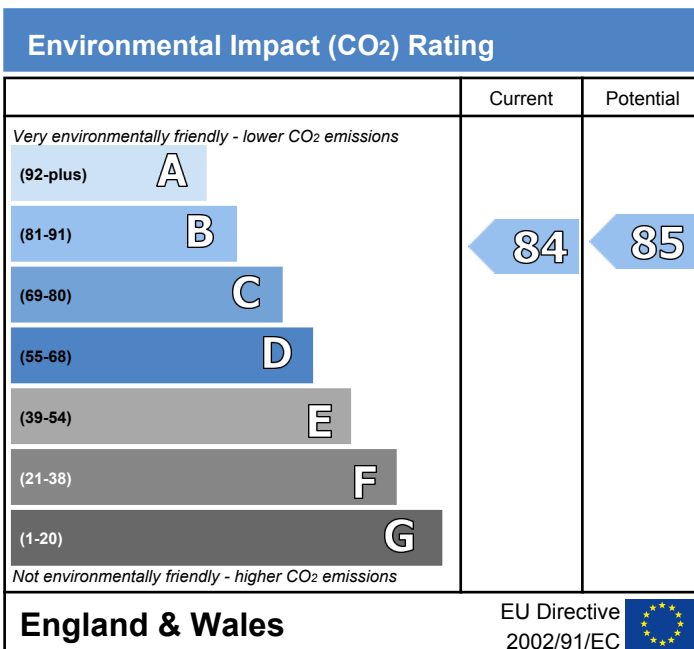 Environmental Impact (CO2) Rating
Current Potential
Very environmentally friendly - lower CO2 emissions
(92-plus) A
(81-91) B 84 85
(69-80) C
(55-68) D
(39-54) E
(21-38) F
(1-20) G
Not environmentally friendly - higher CO2 emissions
England & Wales
EU Directive
2002/91/EC